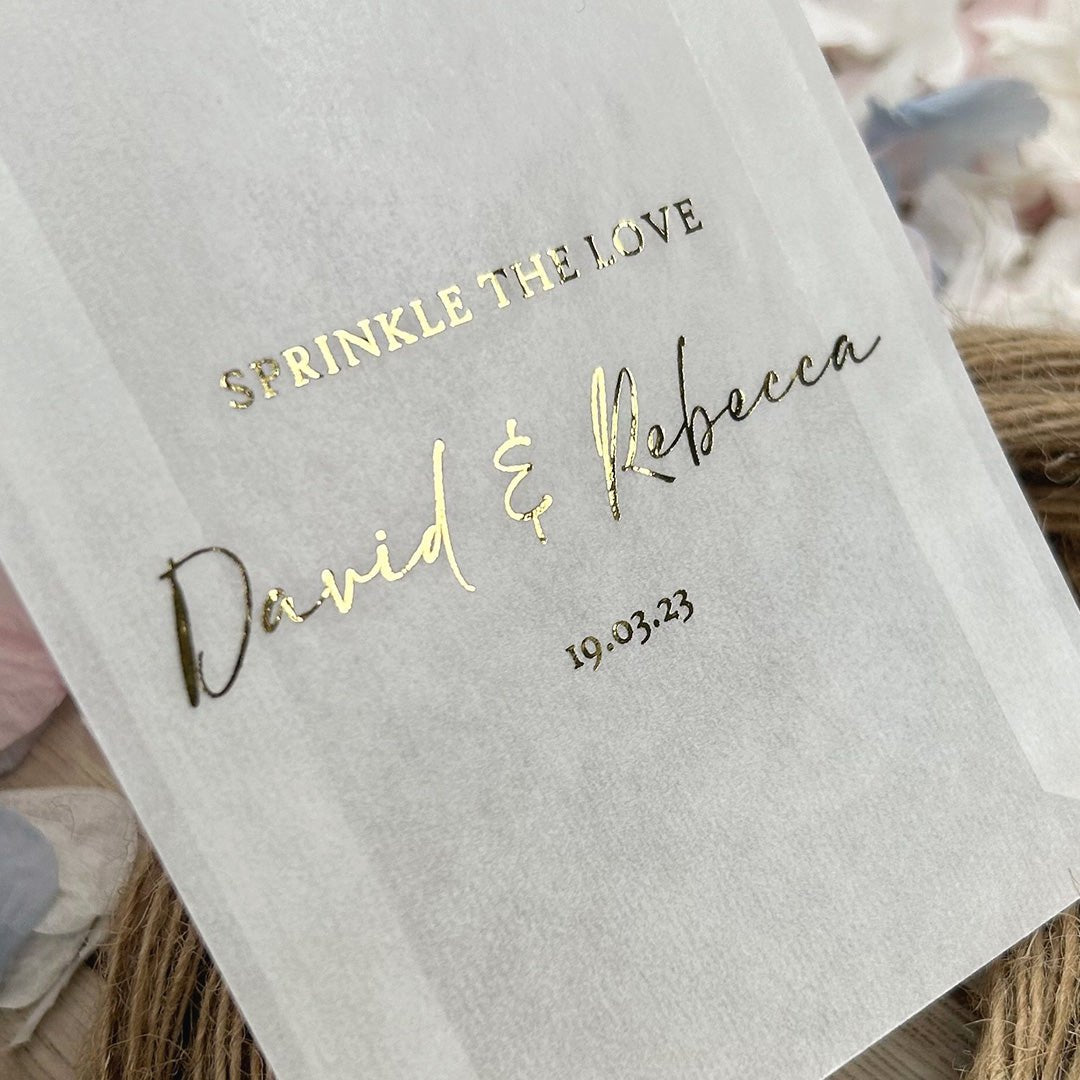 SPRINKLE THE LOVE
David & Rebecca
19.03.23